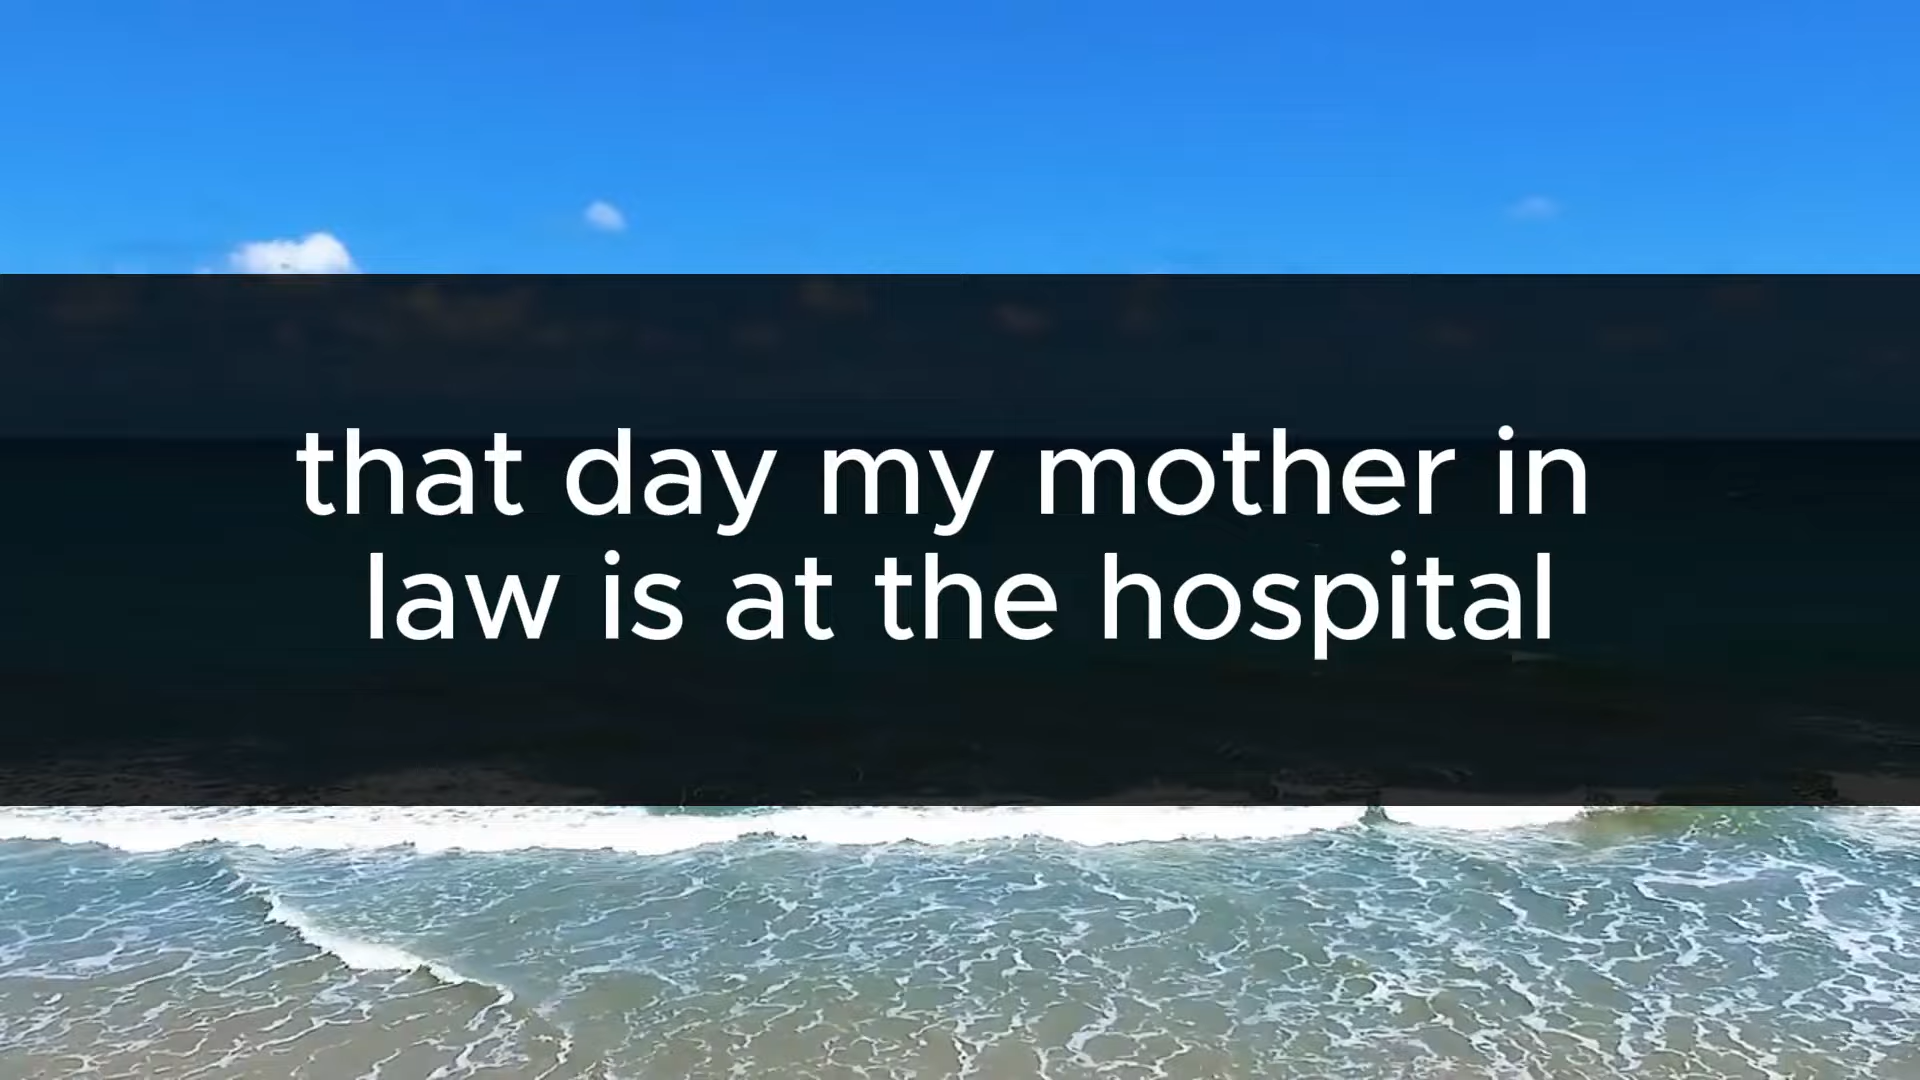 that day my mother in
law is at the hospital